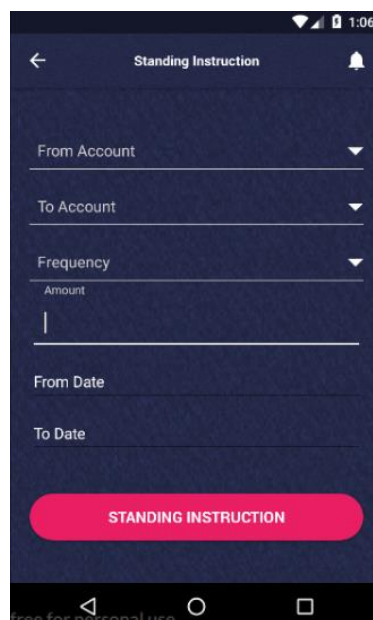 1:06
Standing Instruction
From Account
To Account
Frequency
Amount
From Date
To Date
STANDING INSTRUCTION
free for personal use